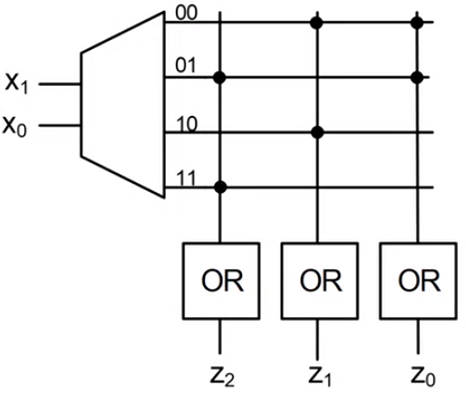 00
01
X₁
X₀
10
11
OR OR OR
Z₂ Z₁ Z₀